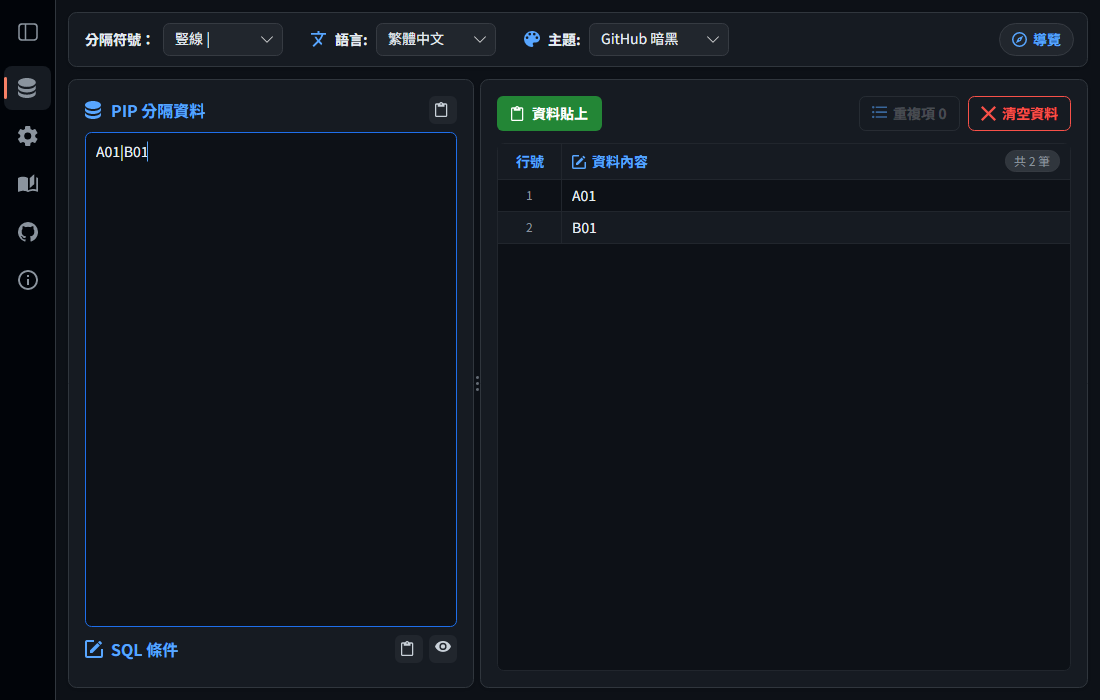 分隔符號： 豎線 | 語言: 繁體中文 主題: GitHub 暗黑 導覽
PIP 分隔資料
A01|B01
SQL 條件
資料貼上 重複項 0 清空資料
行號 資料內容 共 2 筆
1 A01
2 B01